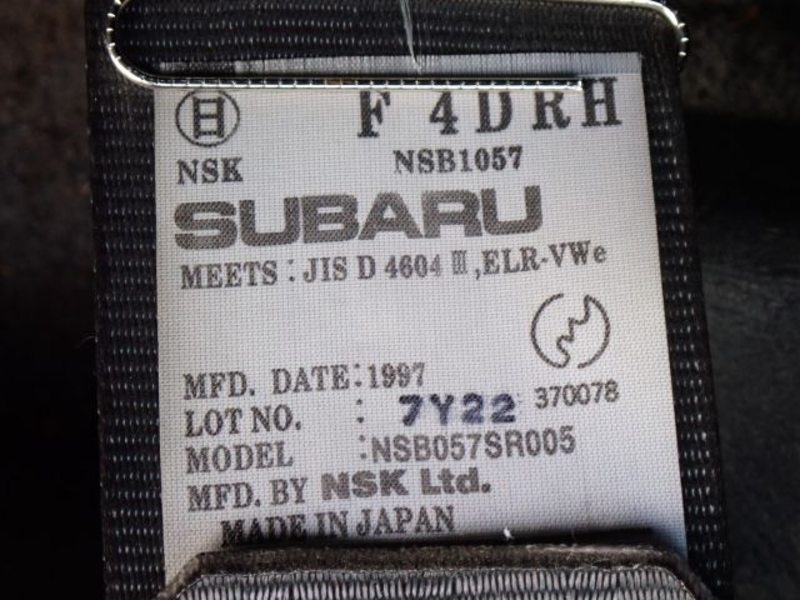 F 4DRH
NSK NSB1057
SUBARU
MEETS : JIS D 4604 Ⅲ ,ELR-VWe
MFD. DATE:1997
LOT NO. : 7Y22 370078
MODEL :NSB057SR005
MFD. BY NSK Ltd.
MADE IN JAPAN